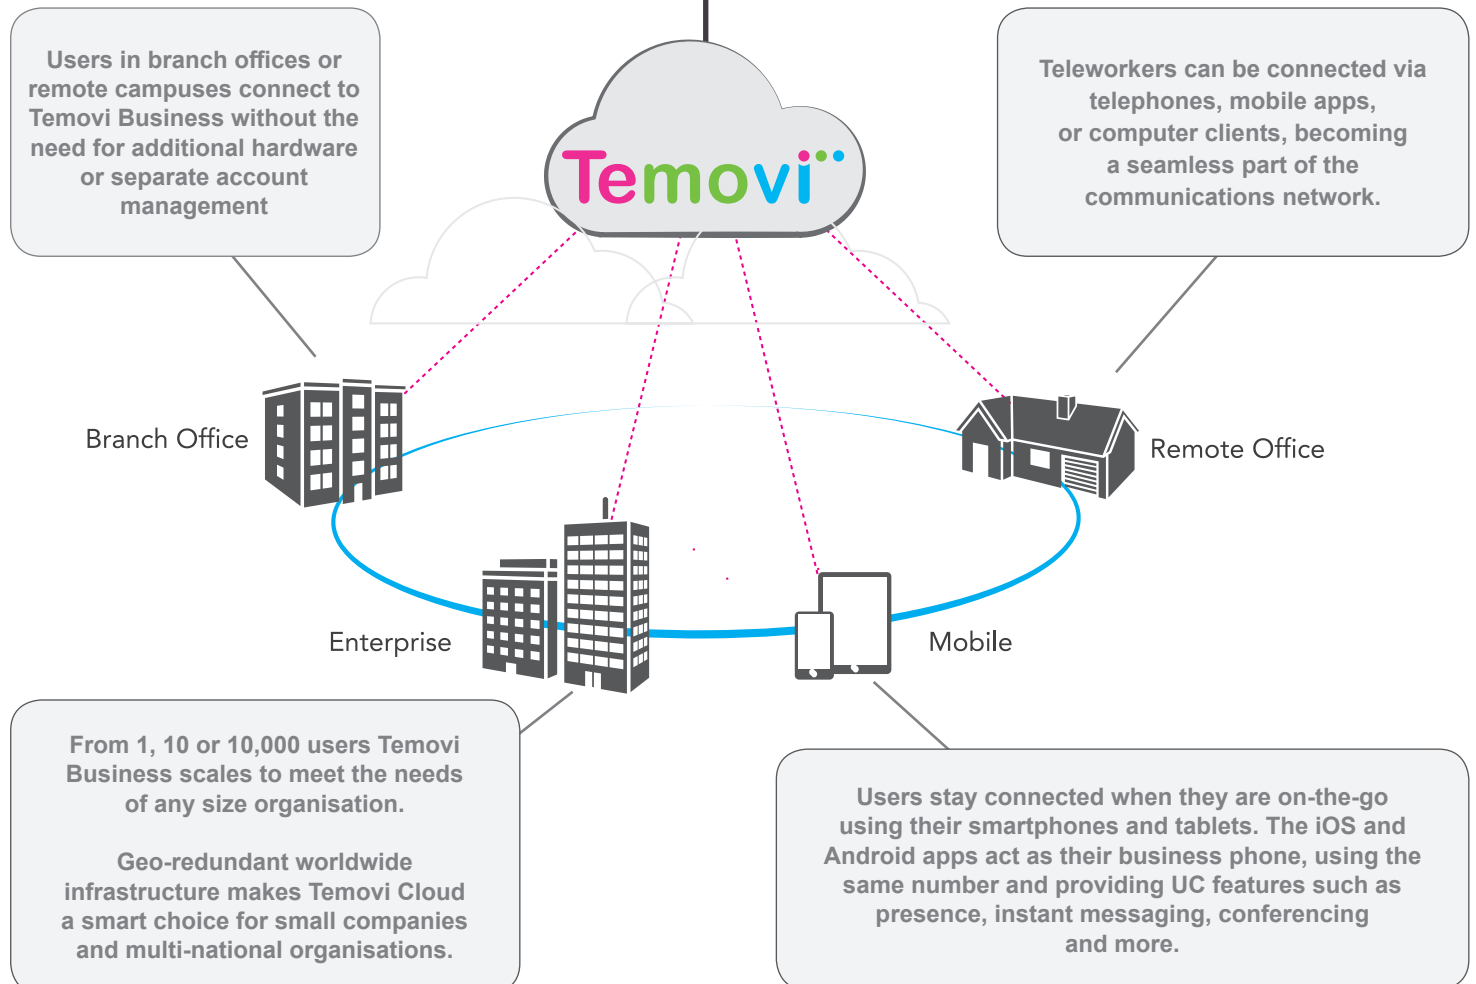 Users in branch offices or
remote campuses connect to
Temovi Business without the
need for additional hardware
or separate account
management
Temovi
Teleworkers can be connected via
telephones, mobile apps,
or computer clients, becoming
a seamless part of the
communications network.
Branch Office
Remote Office
Enterprise
Mobile
From 1, 10 or 10,000 users Temovi
Business scales to meet the needs
of any size organisation.
Geo-redundant worldwide
infrastructure makes Temovi Cloud
a smart choice for small companies
and multi-national organisations.
Users stay connected when they are on-the-go
using their smartphones and tablets. The iOS and
Android apps act as their business phone, using the
same number and providing UC features such as
presence, instant messaging, conferencing
and more.